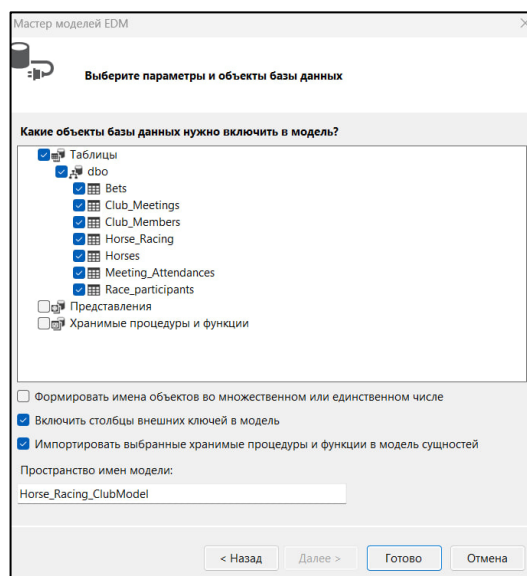 Мастер моделей EDM
Выберите параметры и объекты базы данных
Какие объекты базы данных нужно включить в модель?
Таблицы
dbo
Bets
Club_Meetings
Club_Members
Horse_Racing
Horses
Meeting_Attendances
Race_participants
Представления
Хранимые процедуры и функции
Формировать имена объектов во множественном или единственном числе
Включить столбцы внешних ключей в модель
Импортировать выбранные хранимые процедуры и функции в модель сущностей
Пространство имен модели:
Horse_Racing_ClubModel
< Назад Далее > Готово Отмена